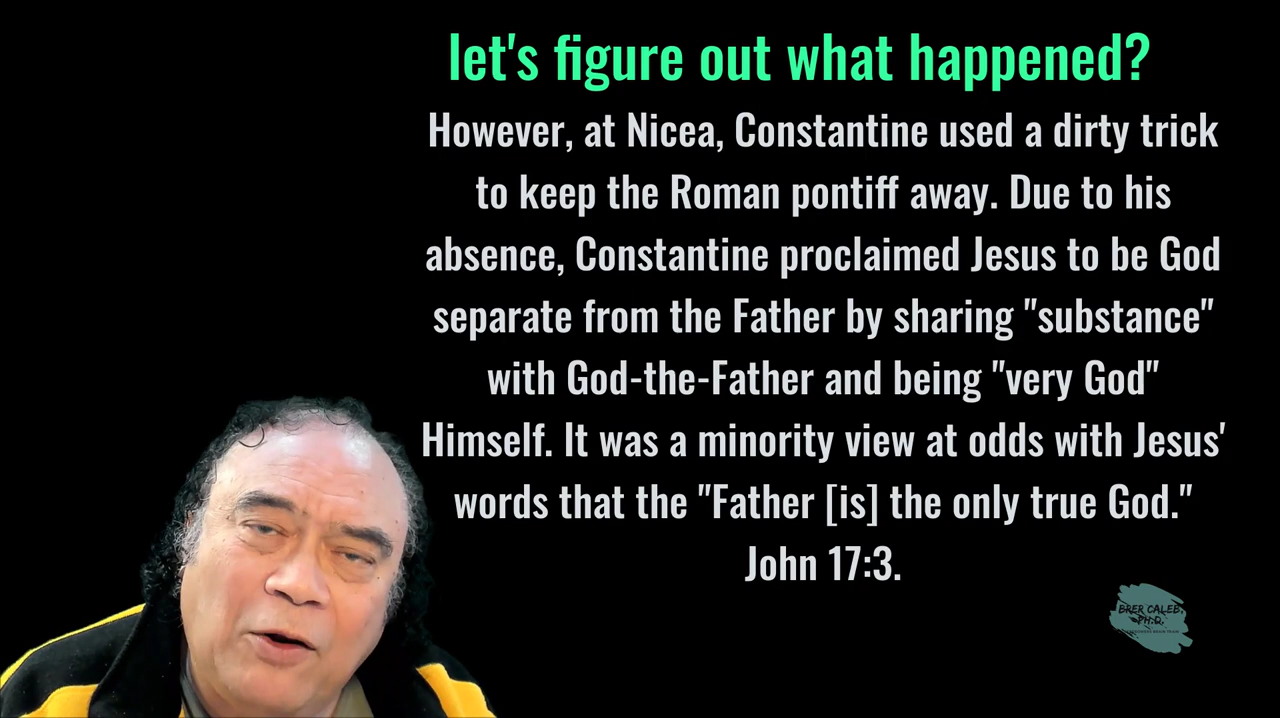 let's figure out what happened?
However, at Nicea, Constantine used a dirty trick
to keep the Roman pontiff away. Due to his
absence, Constantine proclaimed Jesus to be God
separate from the Father by sharing "substance"
with God-the-Father and being "very God"
Himself. It was a minority view at odds with Jesus'
words that the "Father [is] the only true God."
John 17:3.
BRER CALEB,
PH.D.